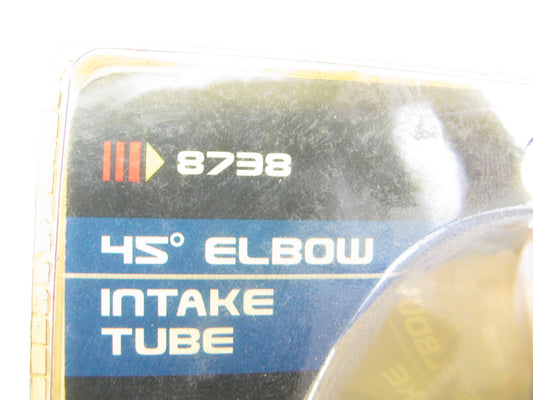 8738
45° ELBOW
INTAKE
TUBE